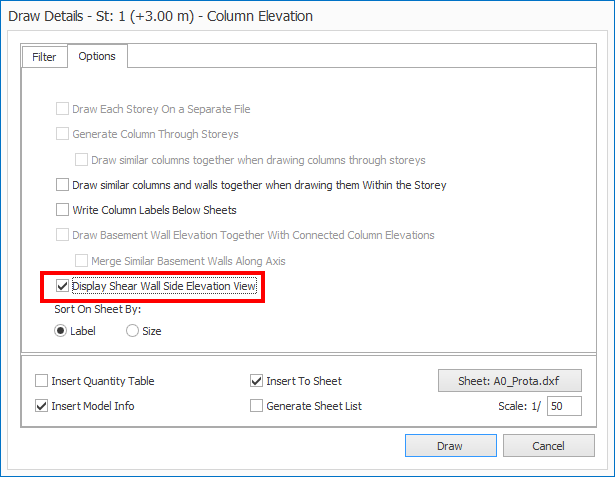 Draw Details - St: 1 (+3.00 m) - Column Elevation
Filter
Options
Draw Each Storey On a Separate File
Generate Column Through Storeys
Draw similar columns together when drawing columns through storeys
Draw similar columns and walls together when drawing them Within the Storey
Write Column Labels Below Sheets
Draw Basement Wall Elevation Together With Connected Column Elevations
Merge Similar Basement Walls Along Axis
Display Shear Wall Side Elevation View
Sort On Sheet By:
Label
Size
Insert Quantity Table
Insert To Sheet
Sheet: A0_Prota.dxf
Insert Model Info
Generate Sheet List
Scale: 1/
50
Draw
Cancel